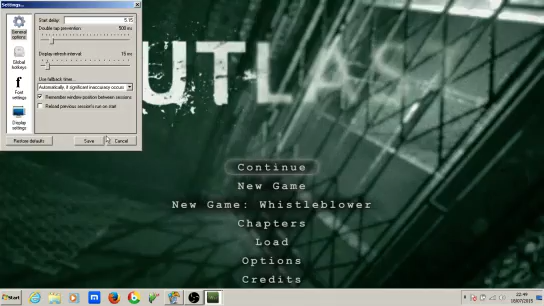 Settings...
Start delay: 5.15
Double tap prevention: 500 ms
General options
Display refresh interval: 15 ms
Global hotkeys
Use fallback timer...
Automatically, if significant inaccuracy occurs
Font settings
Remember window position between sessions
Reload previous session's run on start
Display settings
Restore defaults Save Cancel
UTLAS
Continue
New Game
New Game: Whistleblower
Chapters
Load
Options
Credits
Start
22:49
16/07/2015